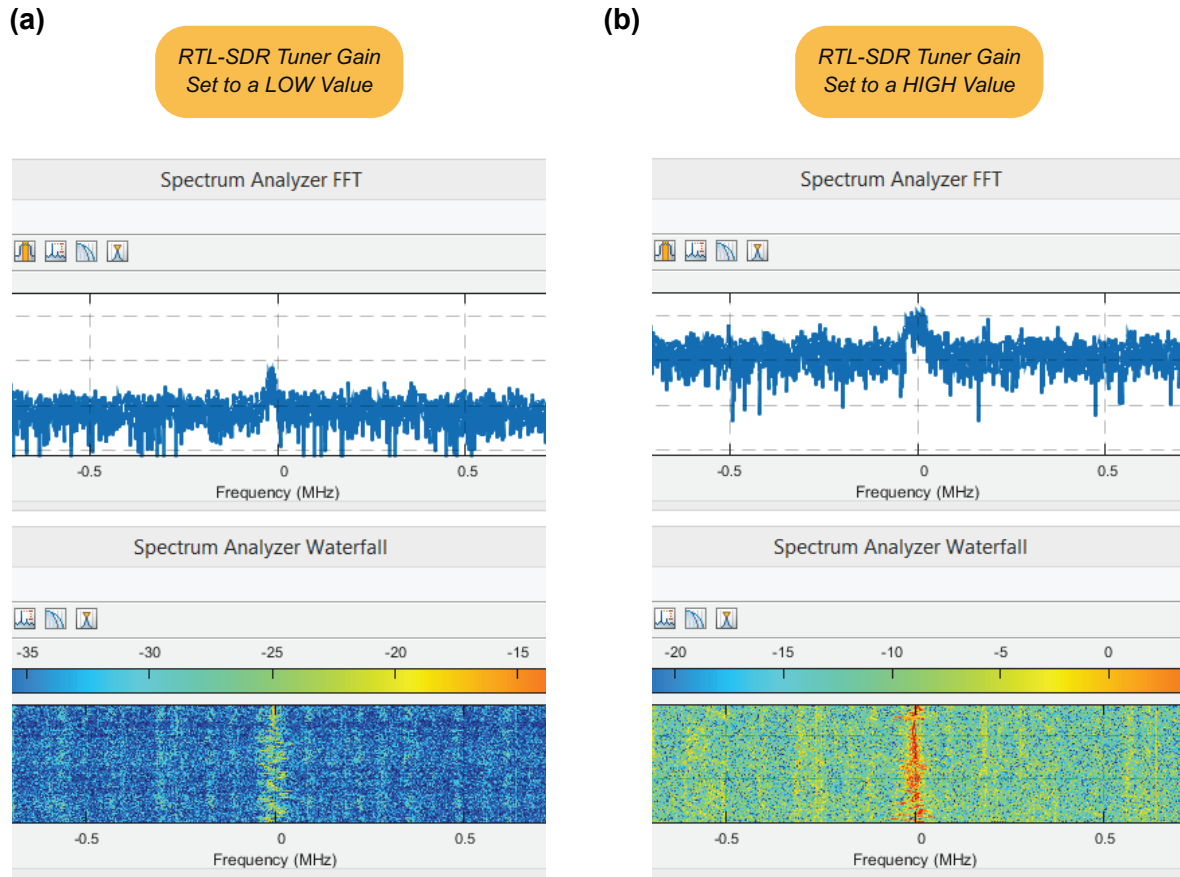 (a)
RTL-SDR Tuner Gain
Set to a LOW Value
Spectrum Analyzer FFT
-0.5 0 0.5
Frequency (MHz)
Spectrum Analyzer Waterfall
-35 -30 -25 -20 -15
-0.5 0 0.5
Frequency (MHz)
(b)
RTL-SDR Tuner Gain
Set to a HIGH Value
Spectrum Analyzer FFT
-0.5 0 0.5
Frequency (MHz)
Spectrum Analyzer Waterfall
-20 -15 -10 -5 0
-0.5 0 0.5
Frequency (MHz)